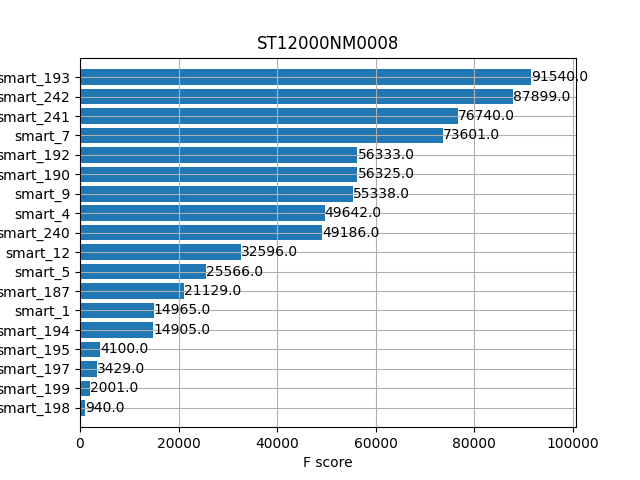 ST12000NM0008
smart_193 91540.0
smart_242 87899.0
smart_241 76740.0
smart_7 73601.0
smart_192 56333.0
smart_190 56325.0
smart_9 55338.0
smart_4 49642.0
smart_240 49186.0
smart_12 32596.0
smart_5 25566.0
smart_187 21129.0
smart_1 14965.0
smart_194 14905.0
smart_195 4100.0
smart_197 3429.0
smart_199 2001.0
smart_198 940.0
0 20000 40000 60000 80000 100000
F score